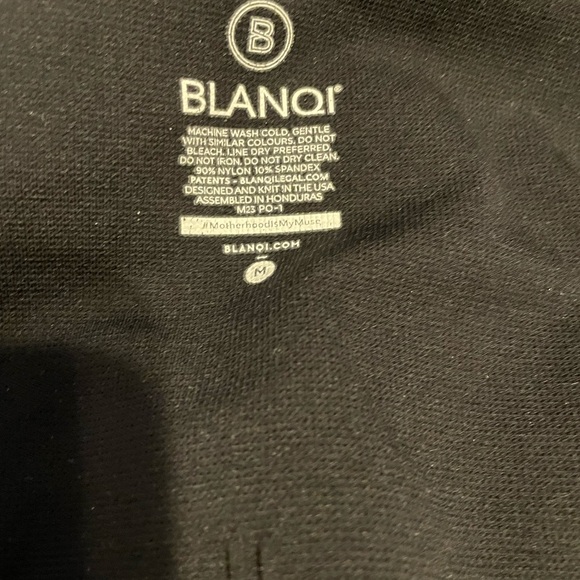 B
BLANQI®
MACHINE WASH COLD, GENTLE
WITH SIMILAR COLOURS. DO NOT
BLEACH. LINE DRY PREFERRED.
DO NOT IRON. DO NOT DRY CLEAN.
90% NYLON 10% SPANDEX
PATENTS - BLANQILEGAL.COM
DESIGNED AND KNIT IN THE USA
ASSEMBLED IN HONDURAS
M23 PO-1
#MotherhoodIsMyMuse
BLANQI.COM
M